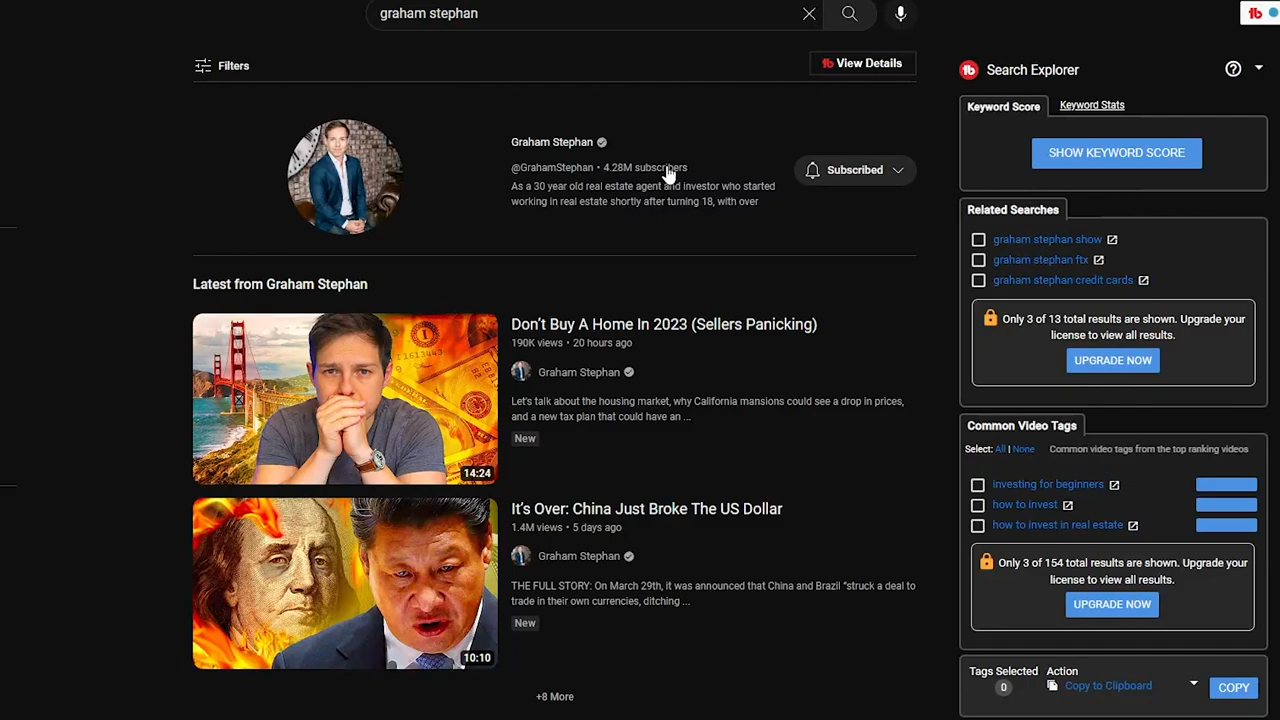 graham stephan
Filters
View Details
Graham Stephan
@GrahamStephan • 4.28M subscribers
As a 30 year old real estate agent and investor who started
working in real estate shortly after turning 18, with over
Subscribed
Latest from Graham Stephan
Don't Buy A Home In 2023 (Sellers Panicking)
190K views • 20 hours ago
Graham Stephan
Let's talk about the housing market, why California mansions could see a drop in prices,
and a new tax plan that could have an ...
New
14:24
It's Over: China Just Broke The US Dollar
1.4M views • 5 days ago
Graham Stephan
THE FULL STORY: On March 29th, it was announced that China and Brazil “struck a deal to
trade in their own currencies, ditching ...
New
10:10
+8 More
tb
Search Explorer
Keyword Score
Keyword Stats
SHOW KEYWORD SCORE
Related Searches
graham stephan show
graham stephan ftx
graham stephan credit cards
Only 3 of 13 total results are shown. Upgrade your
license to view all results.
UPGRADE NOW
Common Video Tags
Select: All | None Common video tags from the top ranking videos
investing for beginners
how to invest
how to invest in real estate
Only 3 of 154 total results are shown. Upgrade your
license to view all results.
UPGRADE NOW
Tags Selected Action
0 Copy to Clipboard
COPY